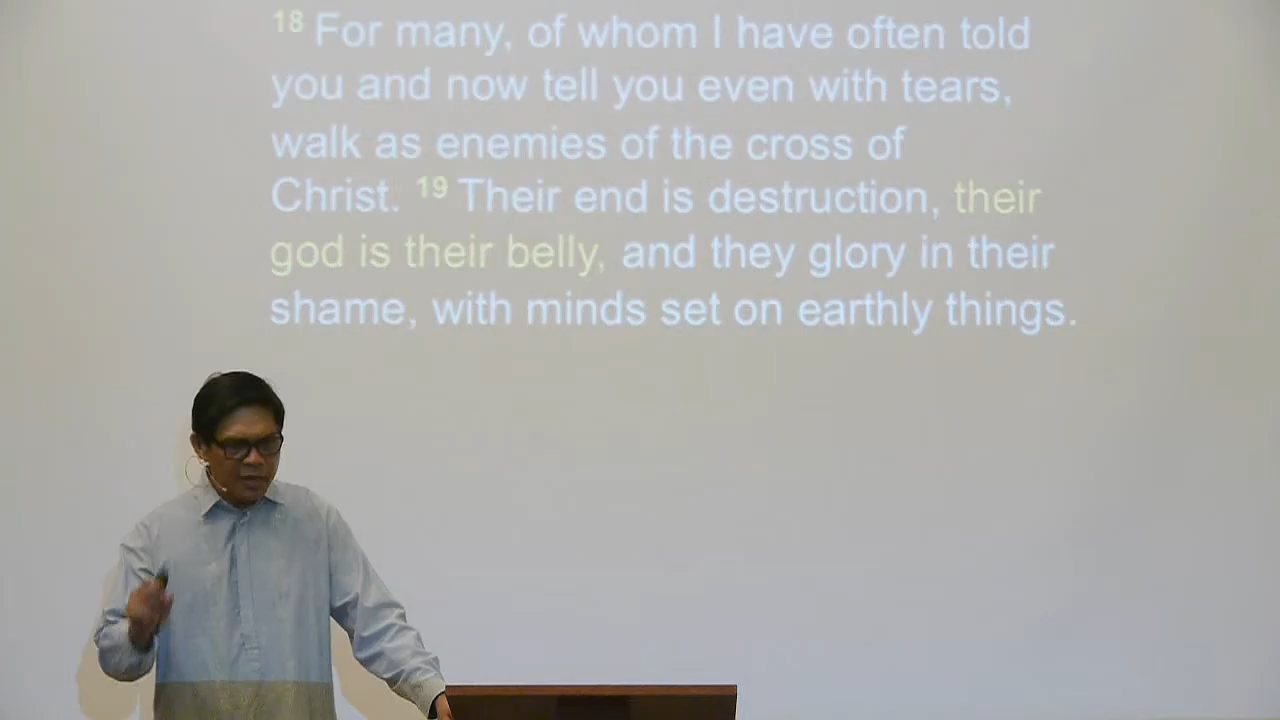 18 For many, of whom I have often told
you and now tell you even with tears,
walk as enemies of the cross of
Christ. 19 Their end is destruction, their
god is their belly, and they glory in their
shame, with minds set on earthly things.